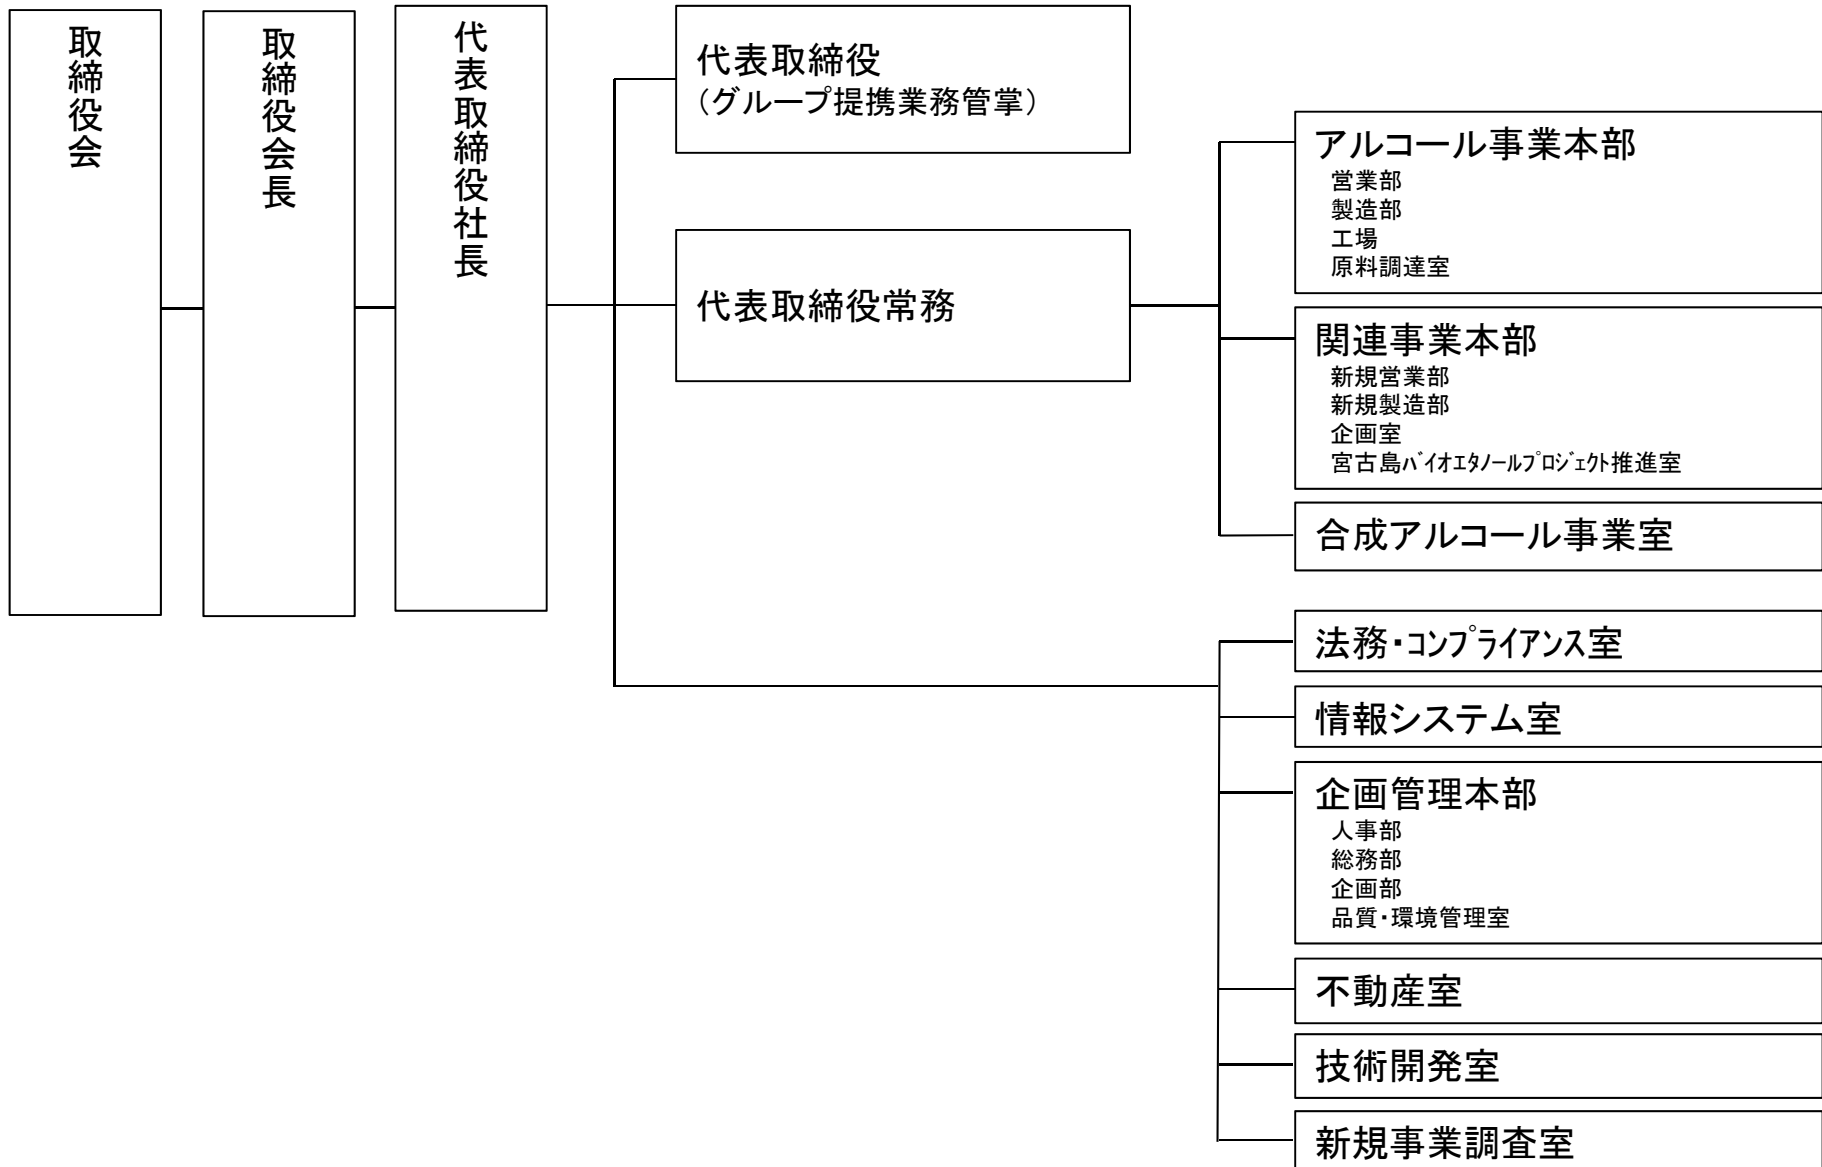 取締役会
取締役会長
代表取締役社長
代表取締役
（グループ提携業務管掌）
代表取締役常務
アルコール事業本部
営業部
製造部
工場
原料調達室
関連事業本部
新規営業部
新規製造部
企画室
宮古島ﾊﾞｲｵｴﾀﾉｰﾙﾌﾟﾛｼﾞｪｸﾄ推進室
合成アルコール事業室
法務・ｺﾝﾌﾟﾗｲｱﾝｽ室
情報システム室
企画管理本部
人事部
総務部
企画部
品質・環境管理室
不動産室
技術開発室
新規事業調査室